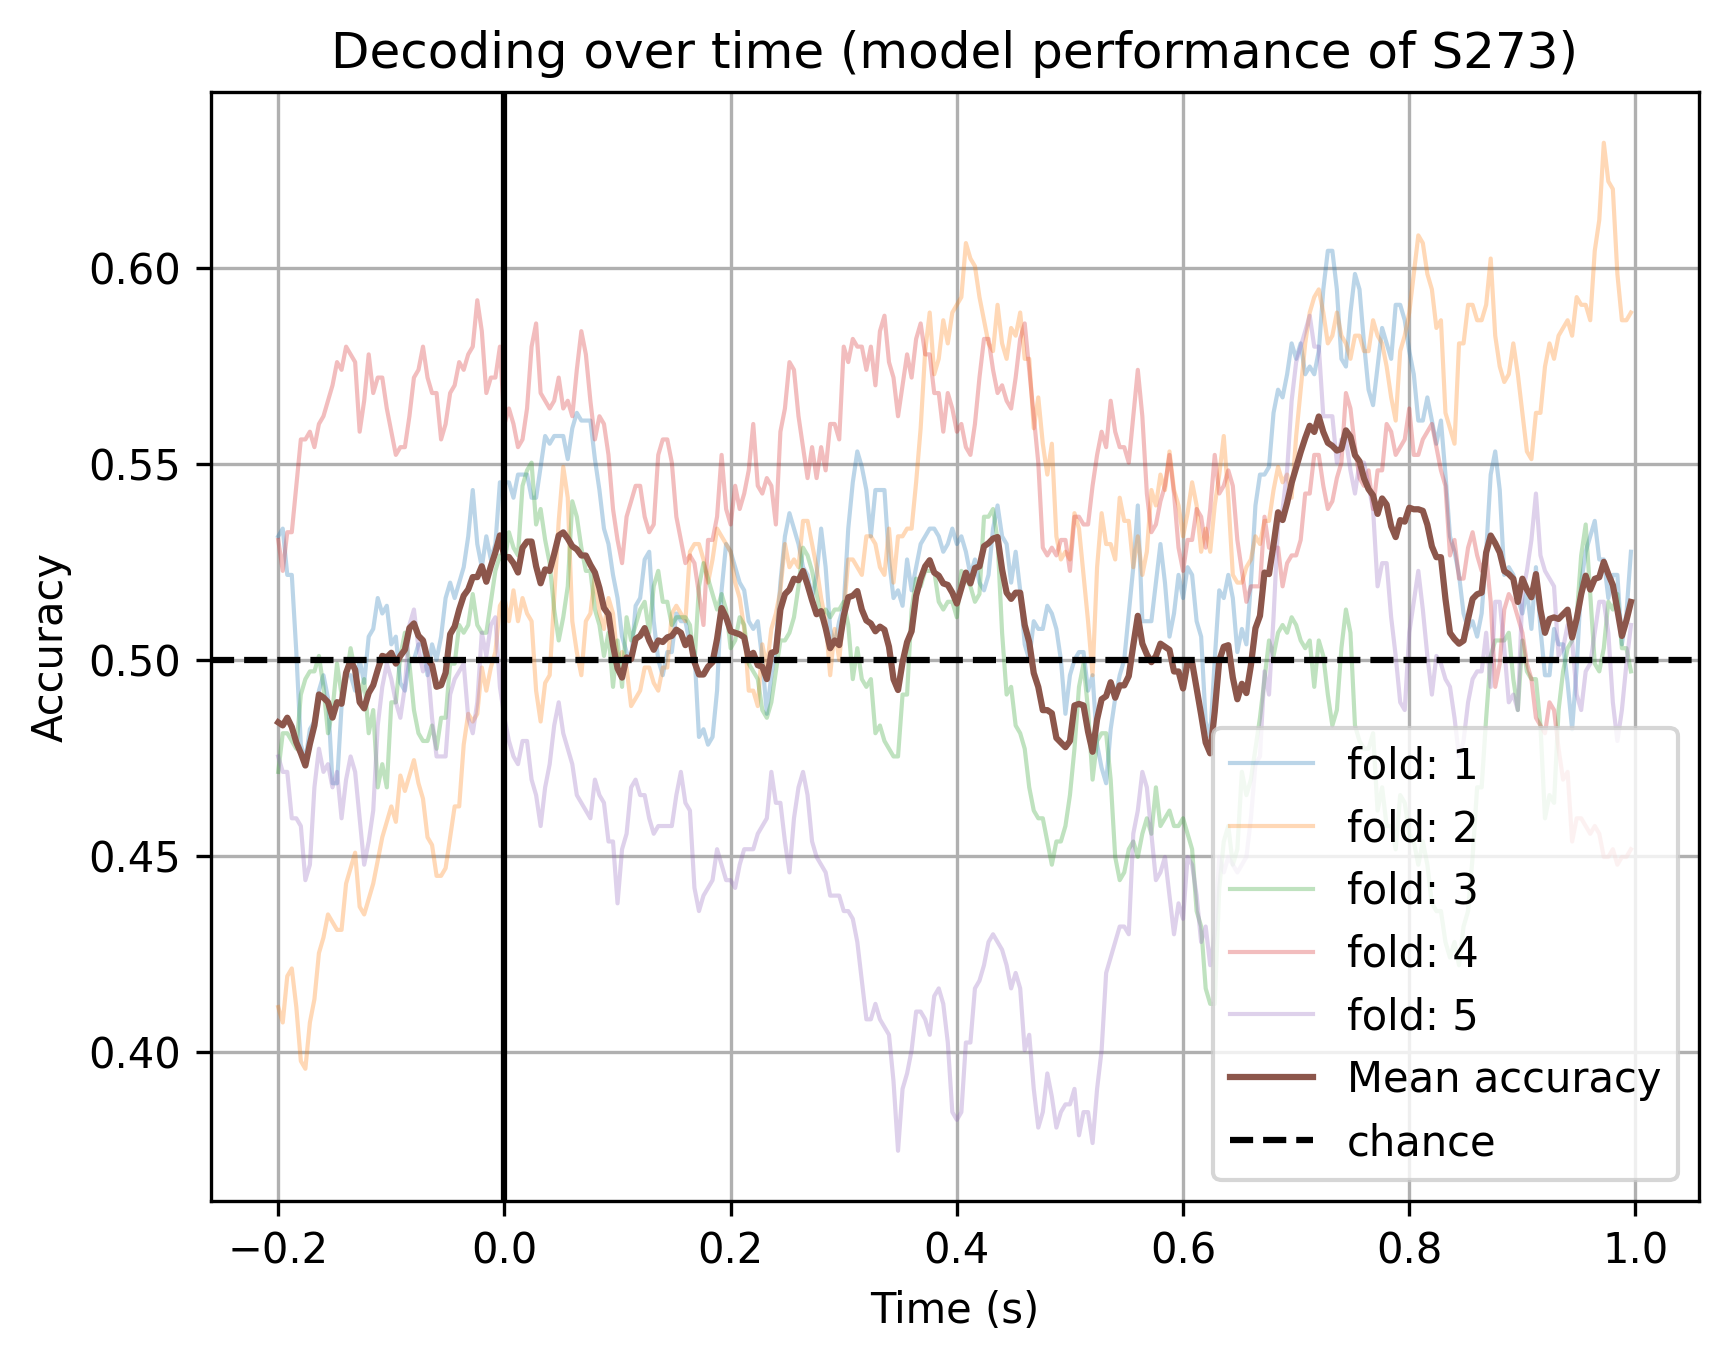 Decoding over time (model performance of S273)
Accuracy
0.60
0.55
0.50
0.45
0.40
−0.2
0.0
0.2
0.4
0.6
0.8
1.0
Time (s)
fold: 1
fold: 2
fold: 3
fold: 4
fold: 5
Mean accuracy
chance